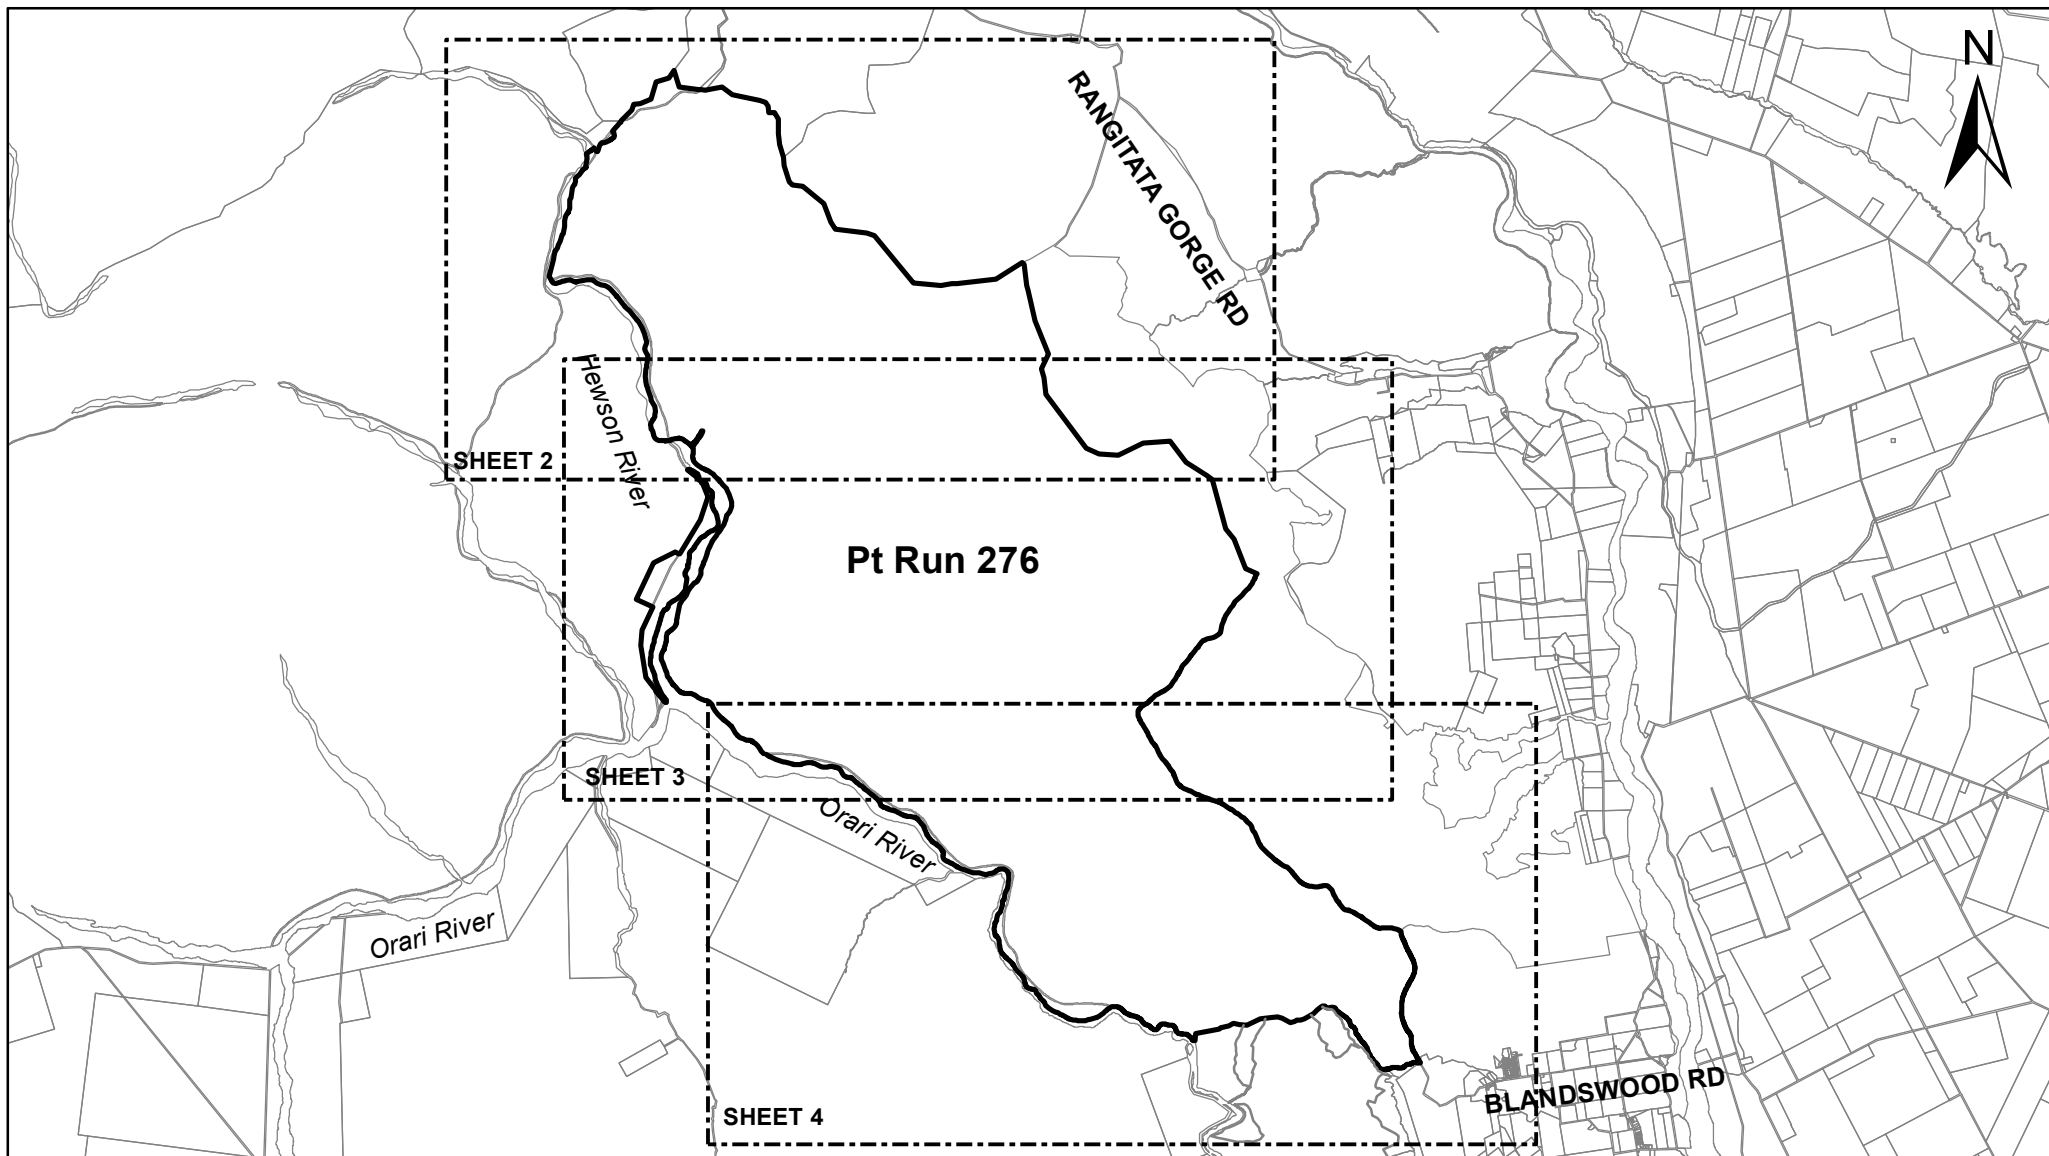 N
RANGITATA GORGE RD
Hewson River
SHEET 2
Pt Run 276
SHEET 3
Orari River
Orari River
BLANDSWOOD RD
SHEET 4